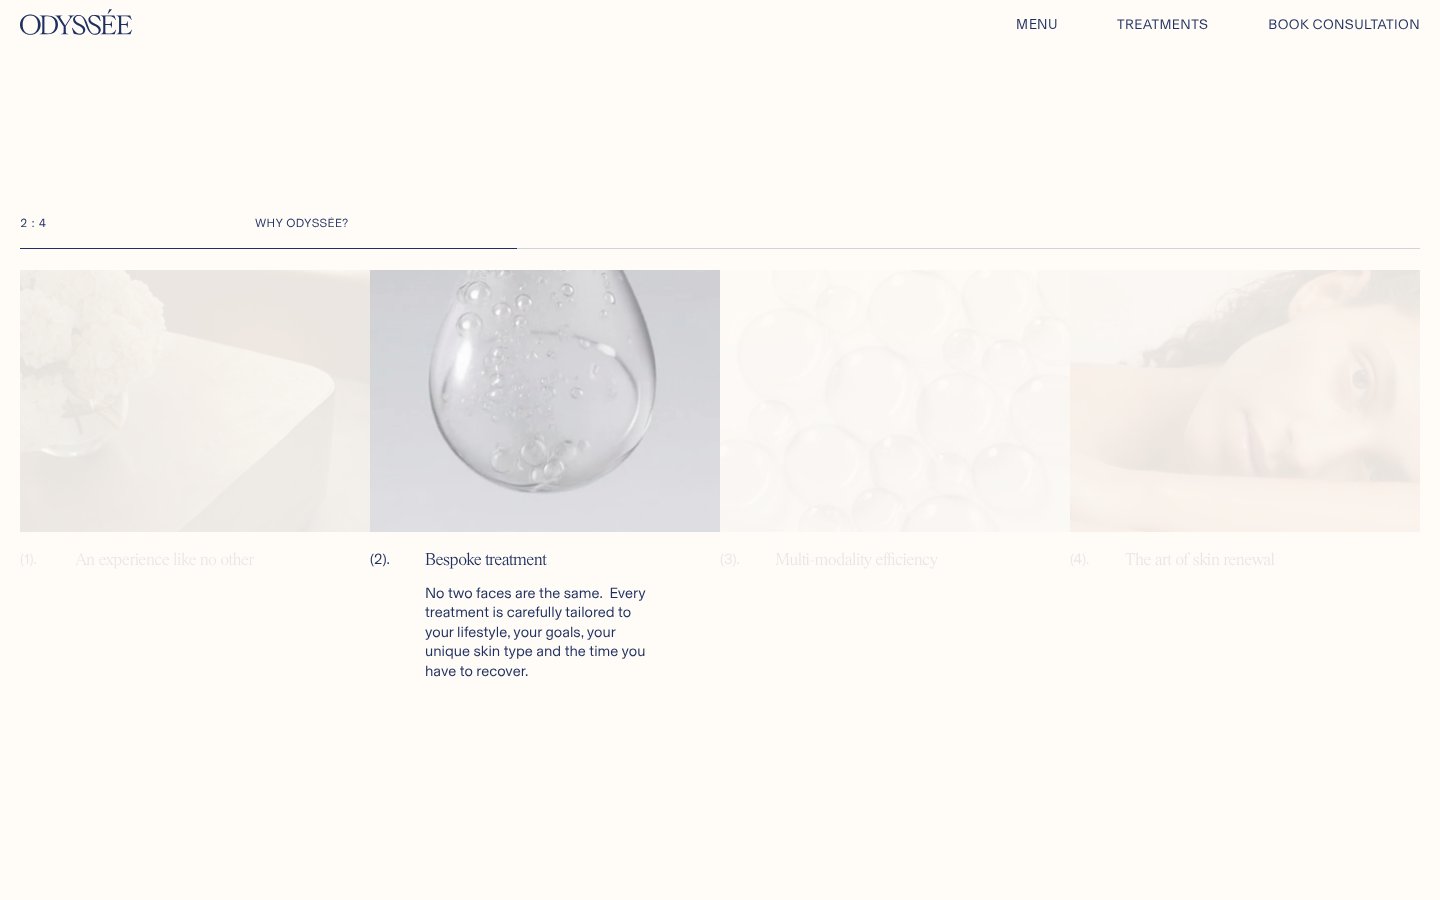 ODYSSÉE
MENU
TREATMENTS
BOOK CONSULTATION
2 : 4
WHY ODYSSÉE?
(1).
An experience like no other
(2).
Bespoke treatment
No two faces are the same.  Every
treatment is carefully tailored to
your lifestyle, your goals, your
unique skin type and the time you
have to recover.
(3).
Multi-modality efficiency
(4).
The art of skin renewal